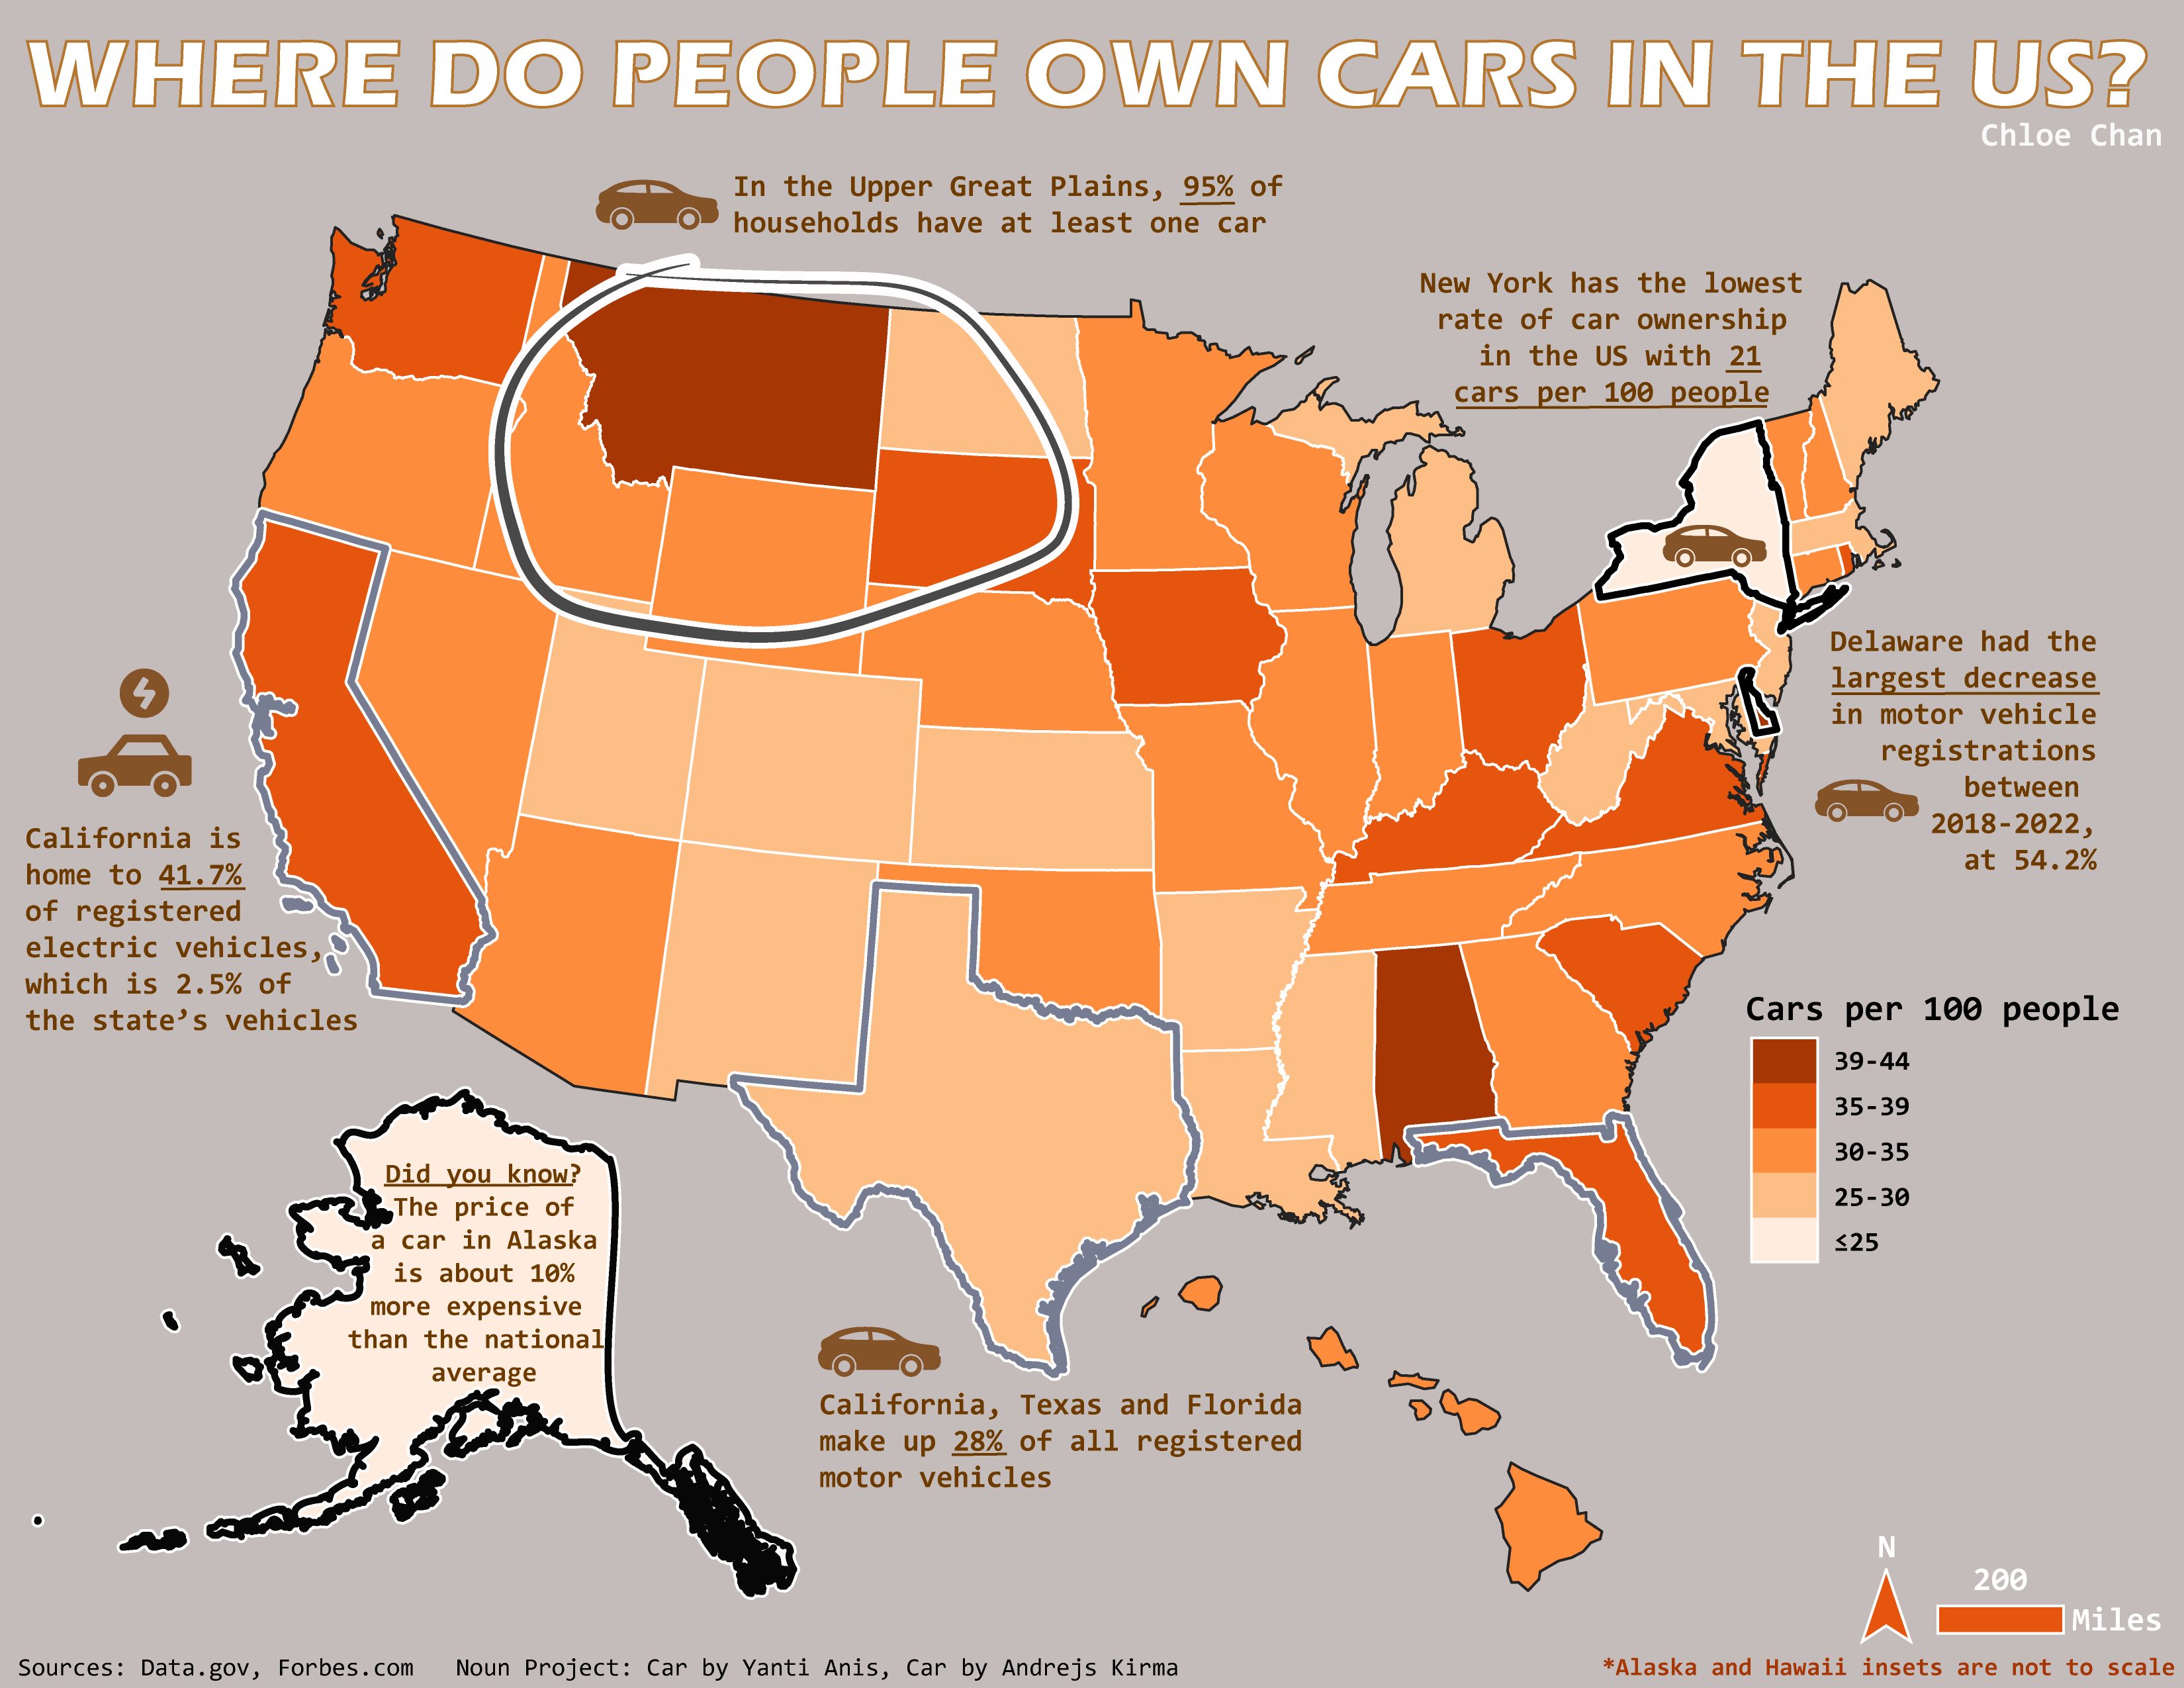 WHERE DO PEOPLE OWN CARS IN THE US?
Chloe Chan
In the Upper Great Plains, 95% of
households have at least one car
New York has the lowest
rate of car ownership
in the US with 21
cars per 100 people
Delaware had the
largest decrease
in motor vehicle
registrations
between
2018-2022,
at 54.2%
California is
home to 41.7%
of registered
electric vehicles,
which is 2.5% of
the state’s vehicles
Cars per 100 people
39-44
35-39
30-35
25-30
≤25
Did you know?
The price of
a car in Alaska
is about 10%
more expensive
than the national
average
California, Texas and Florida
make up 28% of all registered
motor vehicles
N
200
Miles
Sources: Data.gov, Forbes.com Noun Project: Car by Yanti Anis, Car by Andrejs Kirma
*Alaska and Hawaii insets are not to scale